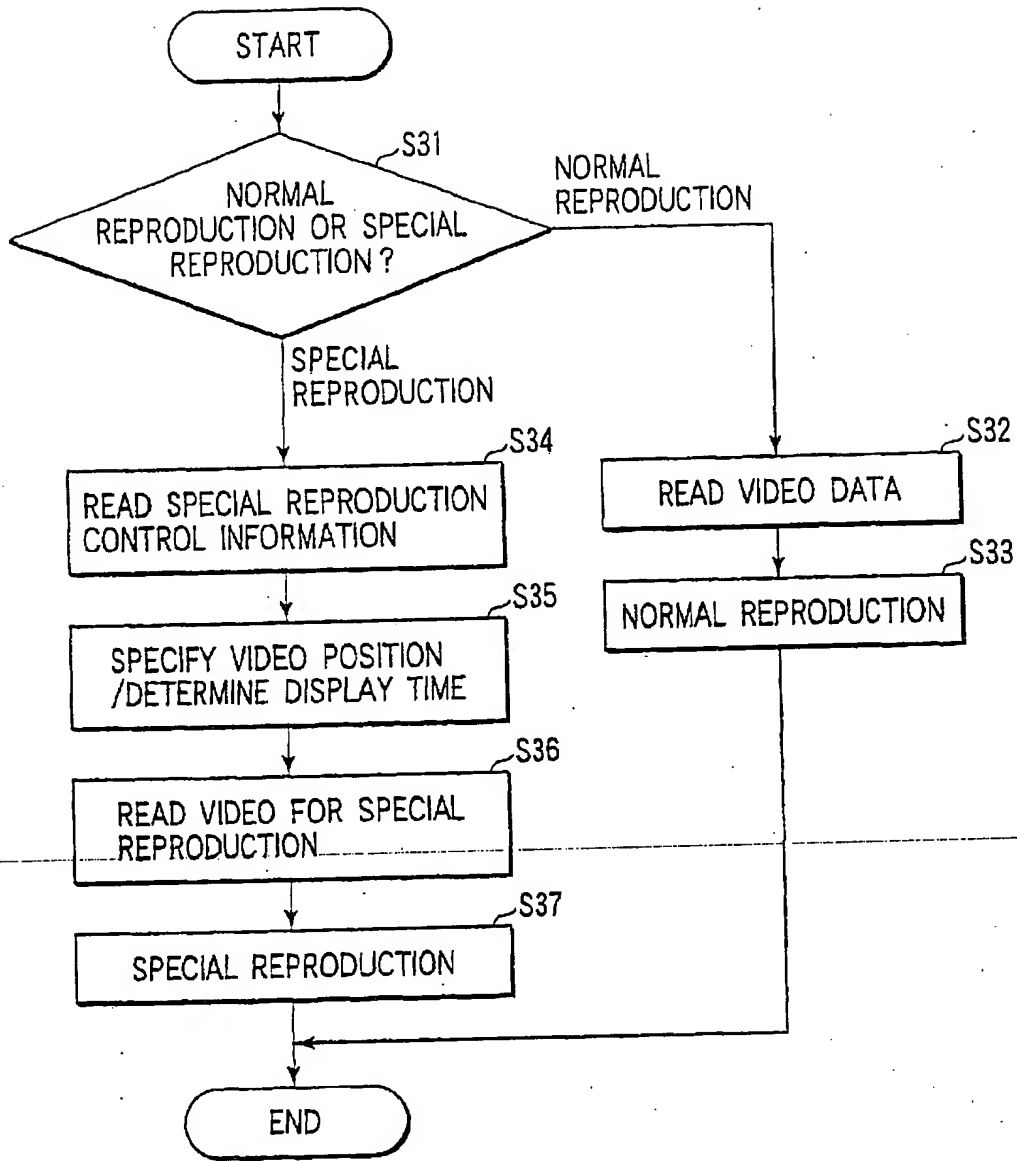 START
S31
NORMAL
REPRODUCTION OR SPECIAL
REPRODUCTION ?
NORMAL
REPRODUCTION
SPECIAL
REPRODUCTION
S34
READ SPECIAL REPRODUCTION
CONTROL INFORMATION
S35
SPECIFY VIDEO POSITION
/DETERMINE DISPLAY TIME
S36
READ VIDEO FOR SPECIAL
REPRODUCTION
S37
SPECIAL REPRODUCTION
S32
READ VIDEO DATA
S33
NORMAL REPRODUCTION
END